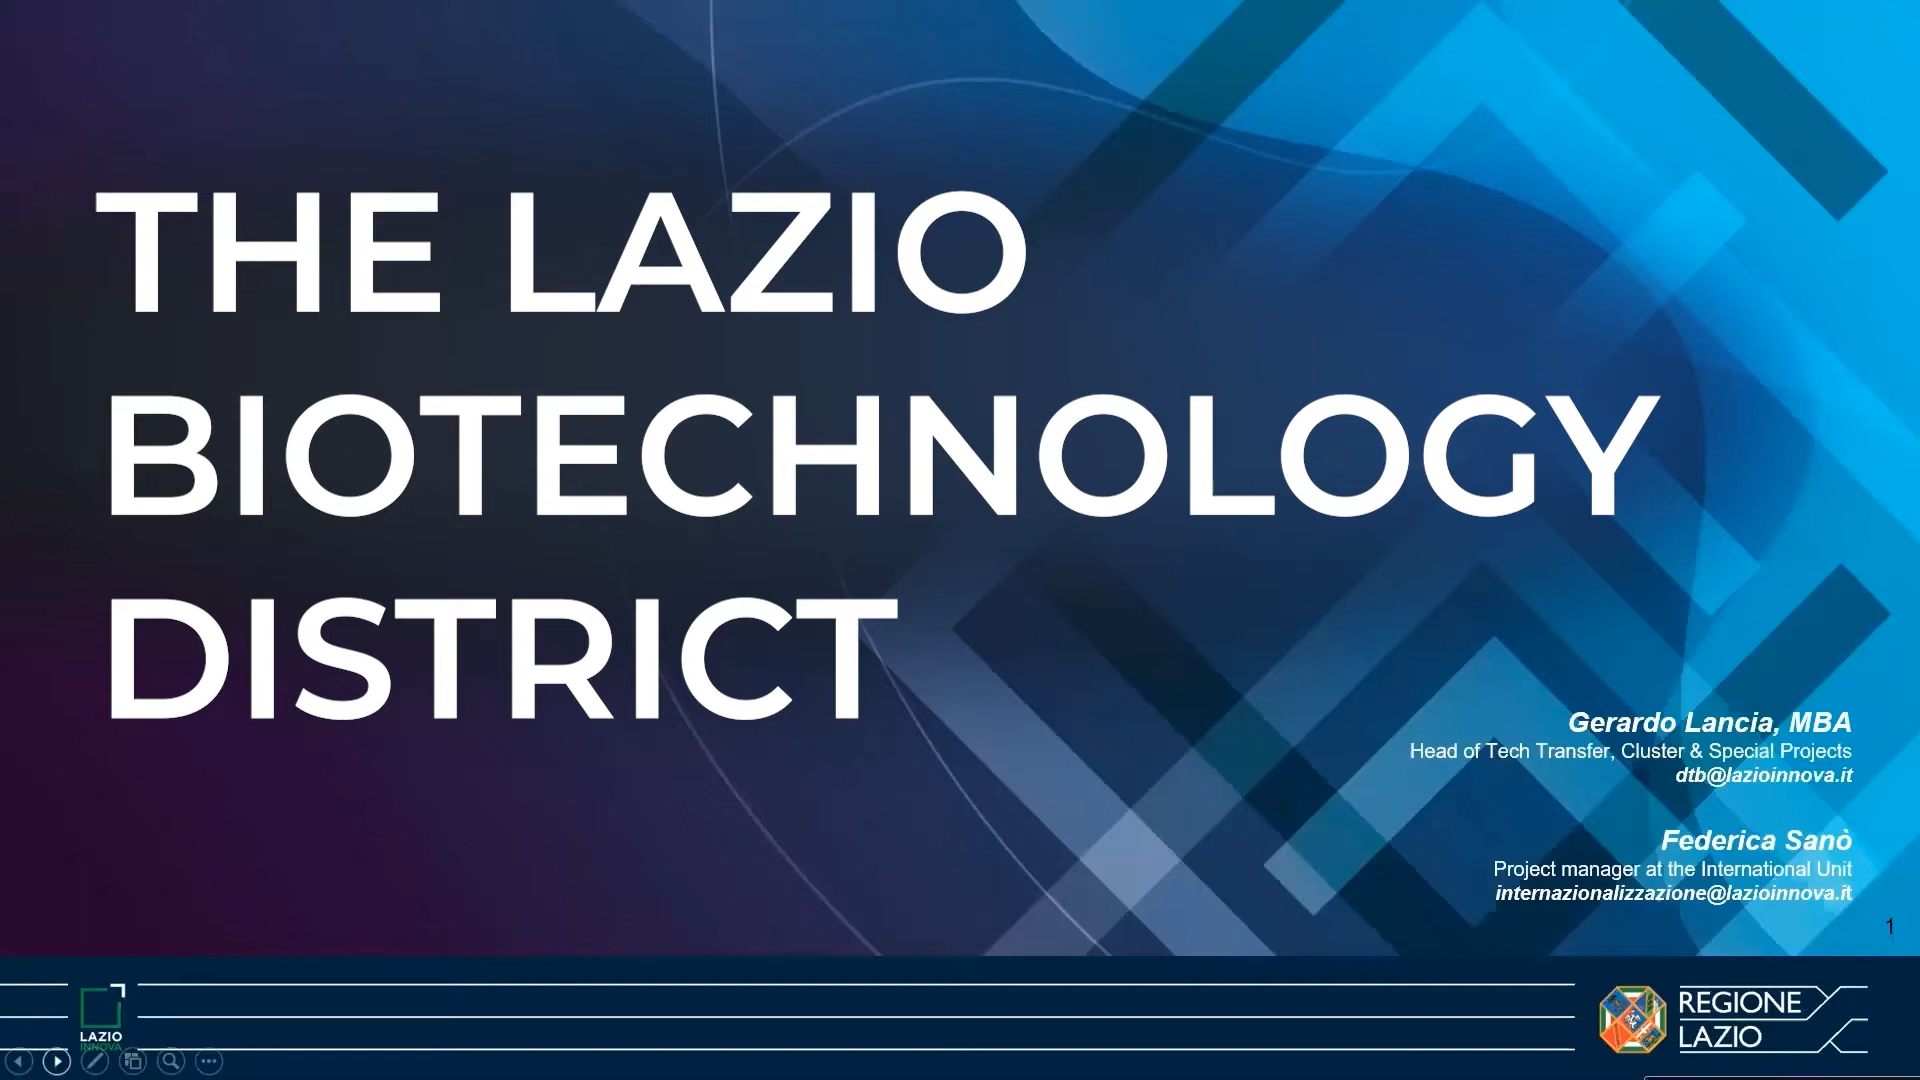 THE LAZIO
BIOTECHNOLOGY
DISTRICT
Gerardo Lancia, MBA
Head of Tech Transfer, Cluster & Special Projects
dtb@lazioinnova.it
Federica Sanò
Project manager at the International Unit
internazionalizzazione@lazioinnova.it
1
LAZIO
INNOVA
REGIONE
LAZIO